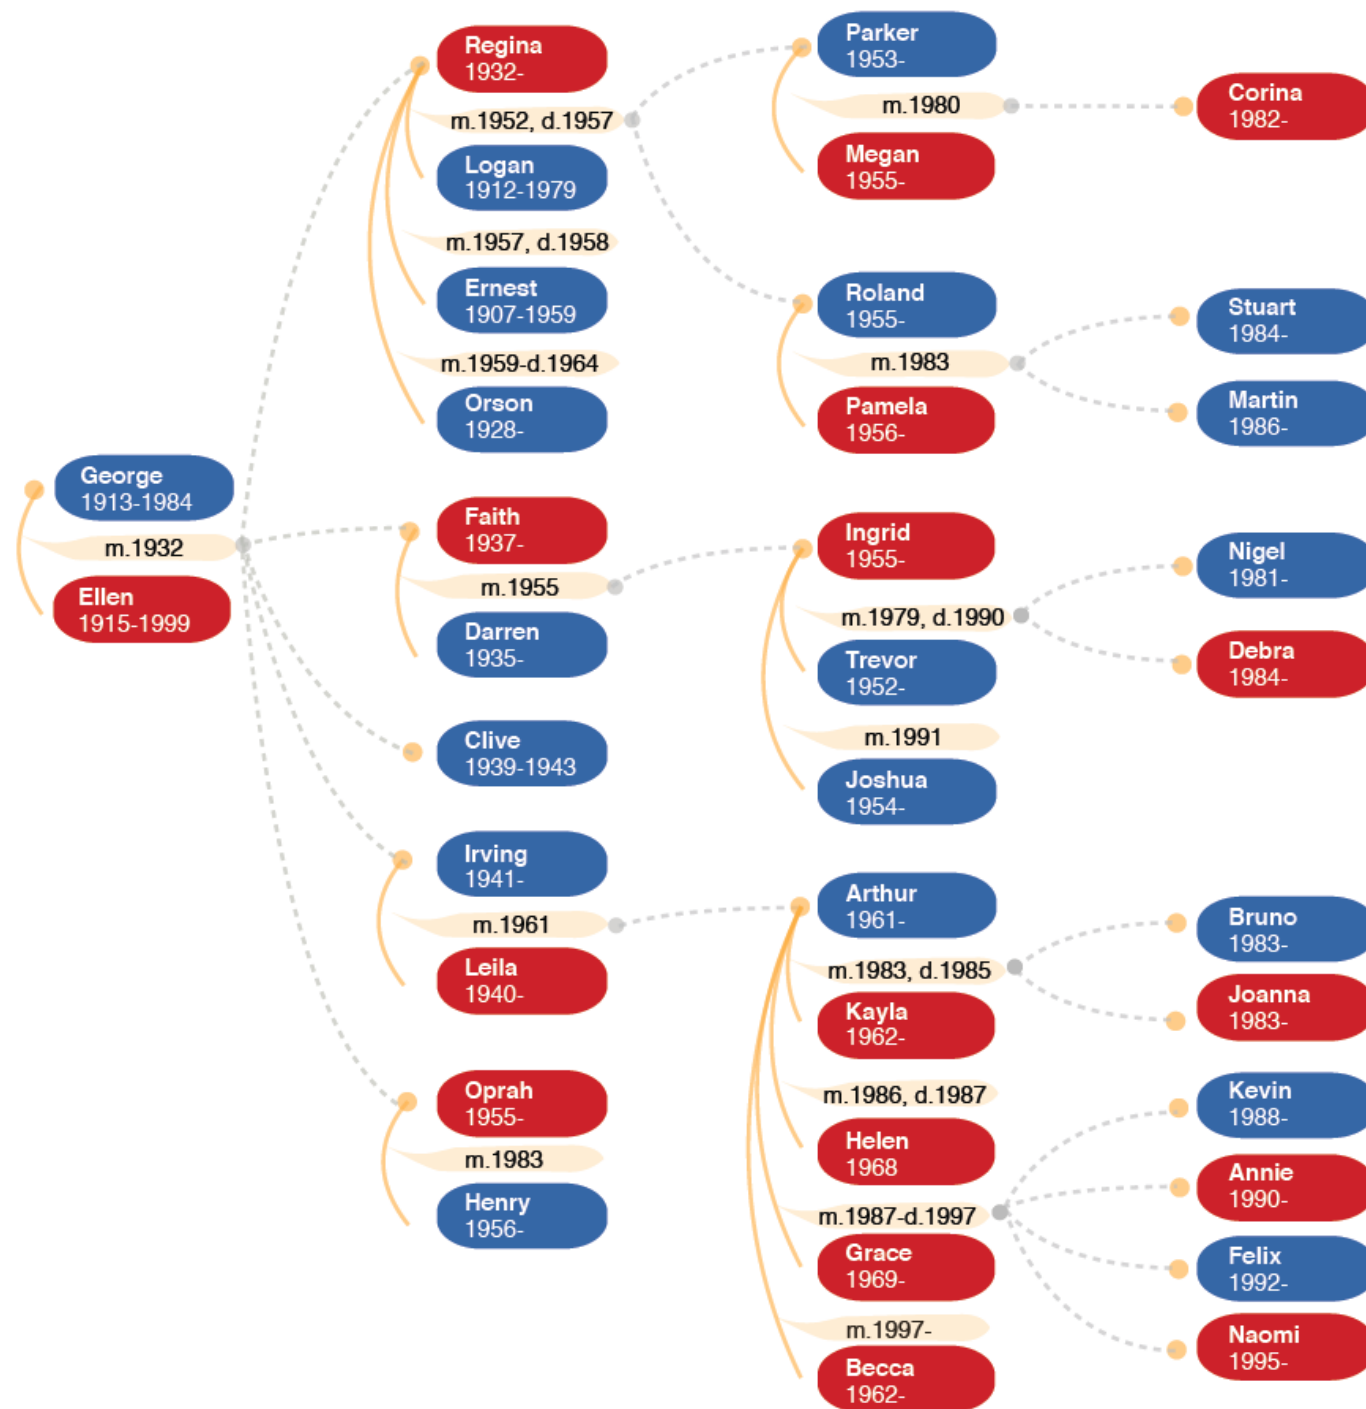 George
1913-1984
m.1932
Ellen
1915-1999
Regina
1932-
m.1952, d.1957
Logan
1912-1979
m.1957, d.1958
Ernest
1907-1959
m.1959-d.1964
Orson
1928-
Faith
1937-
m.1955
Darren
1935-
Clive
1939-1943
Irving
1941-
m.1961
Leila
1940-
Oprah
1955-
m.1983
Henry
1956-
Parker
1953-
m.1980
Megan
1955-
Roland
1955-
m.1983
Pamela
1956-
Ingrid
1955-
m.1979, d.1990
Trevor
1952-
m.1991
Joshua
1954-
Arthur
1961-
m.1983, d.1985
Kayla
1962-
m.1986, d.1987
Helen
1968
m.1987-d.1997
Grace
1969-
m.1997-
Becca
1962-
Corina
1982-
Stuart
1984-
Martin
1986-
Nigel
1981-
Debra
1984-
Bruno
1983-
Joanna
1983-
Kevin
1988-
Annie
1990-
Felix
1992-
Naomi
1995-